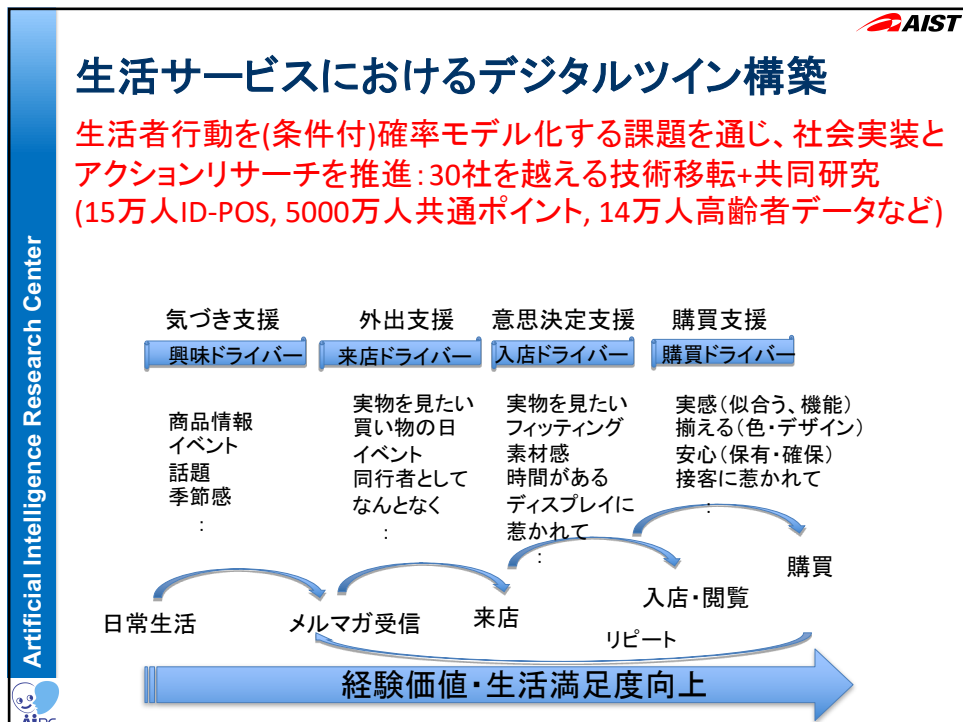 AIST
生活サービスにおけるデジタルツイン構築
生活者行動を(条件付)確率モデル化する課題を通じ、社会実装と
アクションリサーチを推進:30社を越える技術移転+共同研究
(15万人ID-POS, 5000万人共通ポイント, 14万人高齢者データなど)
Artificial Intelligence Research Center
気づき支援
興味ドライバー
商品情報
イベント
話題
季節感
:
外出支援
来店ドライバー
実物を見たい
買い物の日
イベント
同行者として
なんとなく
:
意思決定支援
入店ドライバー
実物を見たい
フィッティング
素材感
時間がある
ディスプレイに
惹かれて
:
購買支援
購買ドライバー
実感(似合う、機能)
揃える(色・デザイン)
安心(保有・確保)
接客に惹かれて
:
日常生活
メルマガ受信
来店
入店・閲覧
購買
リピート
経験価値・生活満足度向上